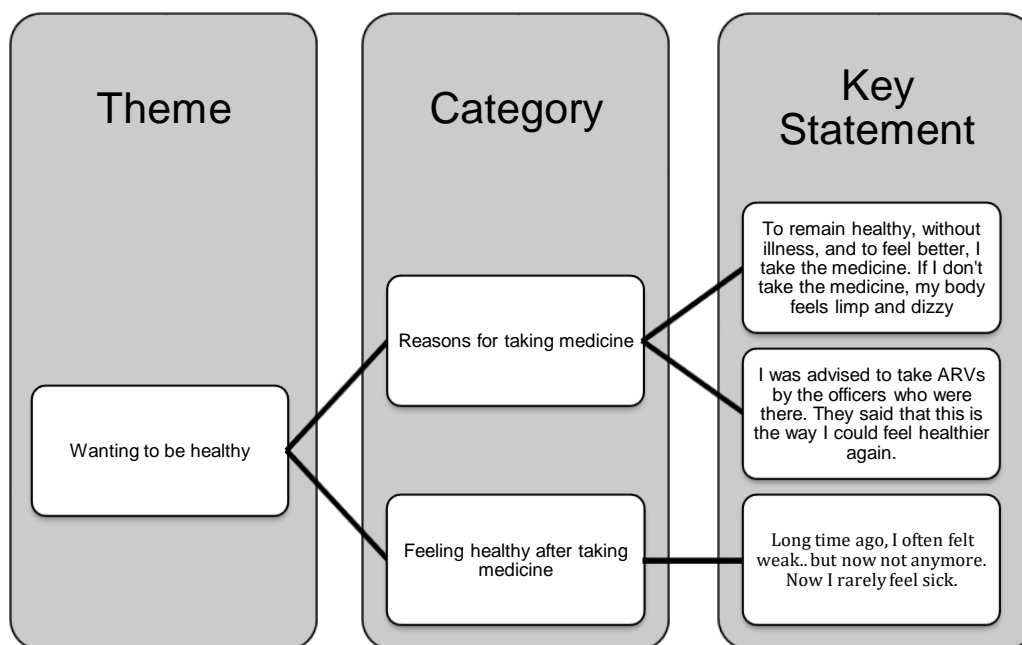 Theme
Category
Key
Statement
Wanting to be healthy
Reasons for taking medicine
Feeling healthy after taking
medicine
To remain healthy, without
illness, and to feel better, I
take the medicine. If I don't
take the medicine, my body
feels limp and dizzy
I was advised to take ARVs
by the officers who were
there. They said that this is
the way I could feel healthier
again.
Long time ago, I often felt
weak.. but now not anymore.
Now I rarely feel sick.